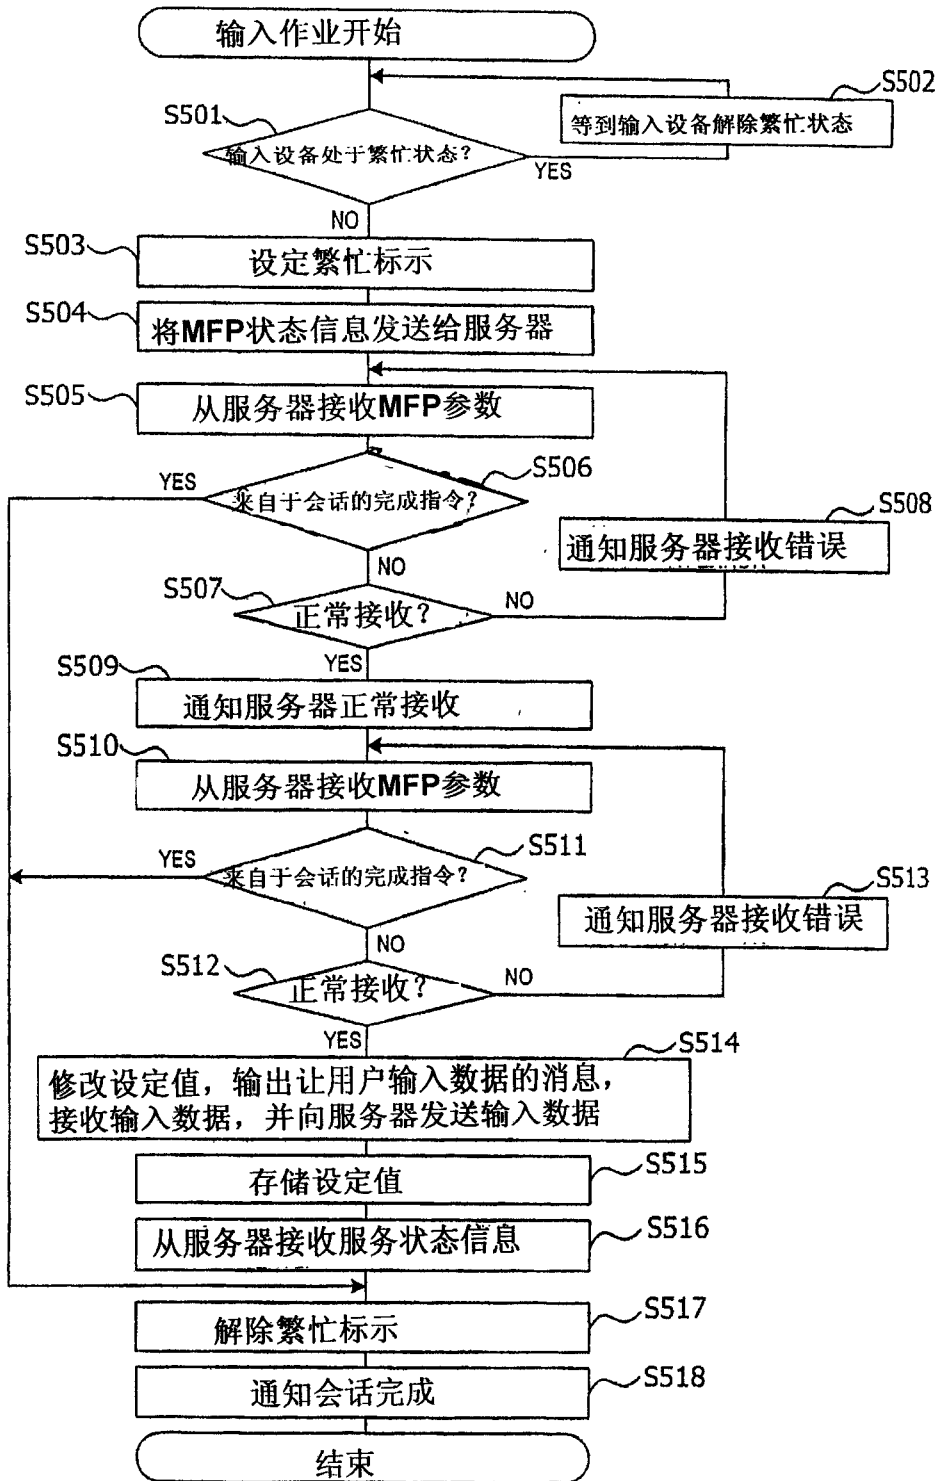 输入作业开始
S502
S501
等到输入设备解除繁忙状态
输入设备处于繁忙状态?
YES
NO
S503
设定繁忙标示
S504
将MFP状态信息发送给服务器
S505
从服务器接收MFP参数
YES
S506
来自于会话的完成指令?
S508
通知服务器接收错误
NO
S507
正常接收?
NO
YES
S509
通知服务器正常接收
S510
从服务器接收MFP参数
S511
YES
来自于会话的完成指令?
S513
通知服务器接收错误
NO
S512
正常接收?
NO
YES
S514
修改设定值,输出让用户输入数据的消息,
接收输入数据,并向服务器发送输入数据
S515
存储设定值
S516
从服务器接收服务状态信息
S517
解除繁忙标示
S518
通知会话完成
结束